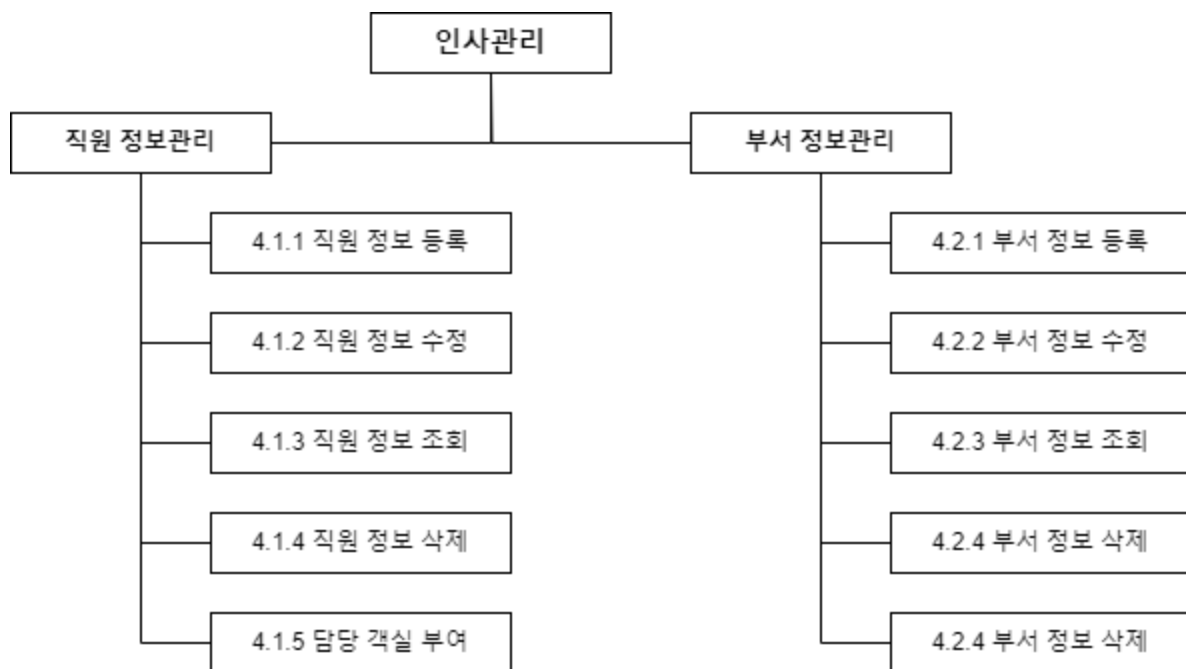 인사관리
직원 정보관리
부서 정보관리
4.1.1 직원 정보 등록
4.1.2 직원 정보 수정
4.1.3 직원 정보 조회
4.1.4 직원 정보 삭제
4.1.5 담당 객실 부여
4.2.1 부서 정보 등록
4.2.2 부서 정보 수정
4.2.3 부서 정보 조회
4.2.4 부서 정보 삭제
4.2.4 부서 정보 삭제